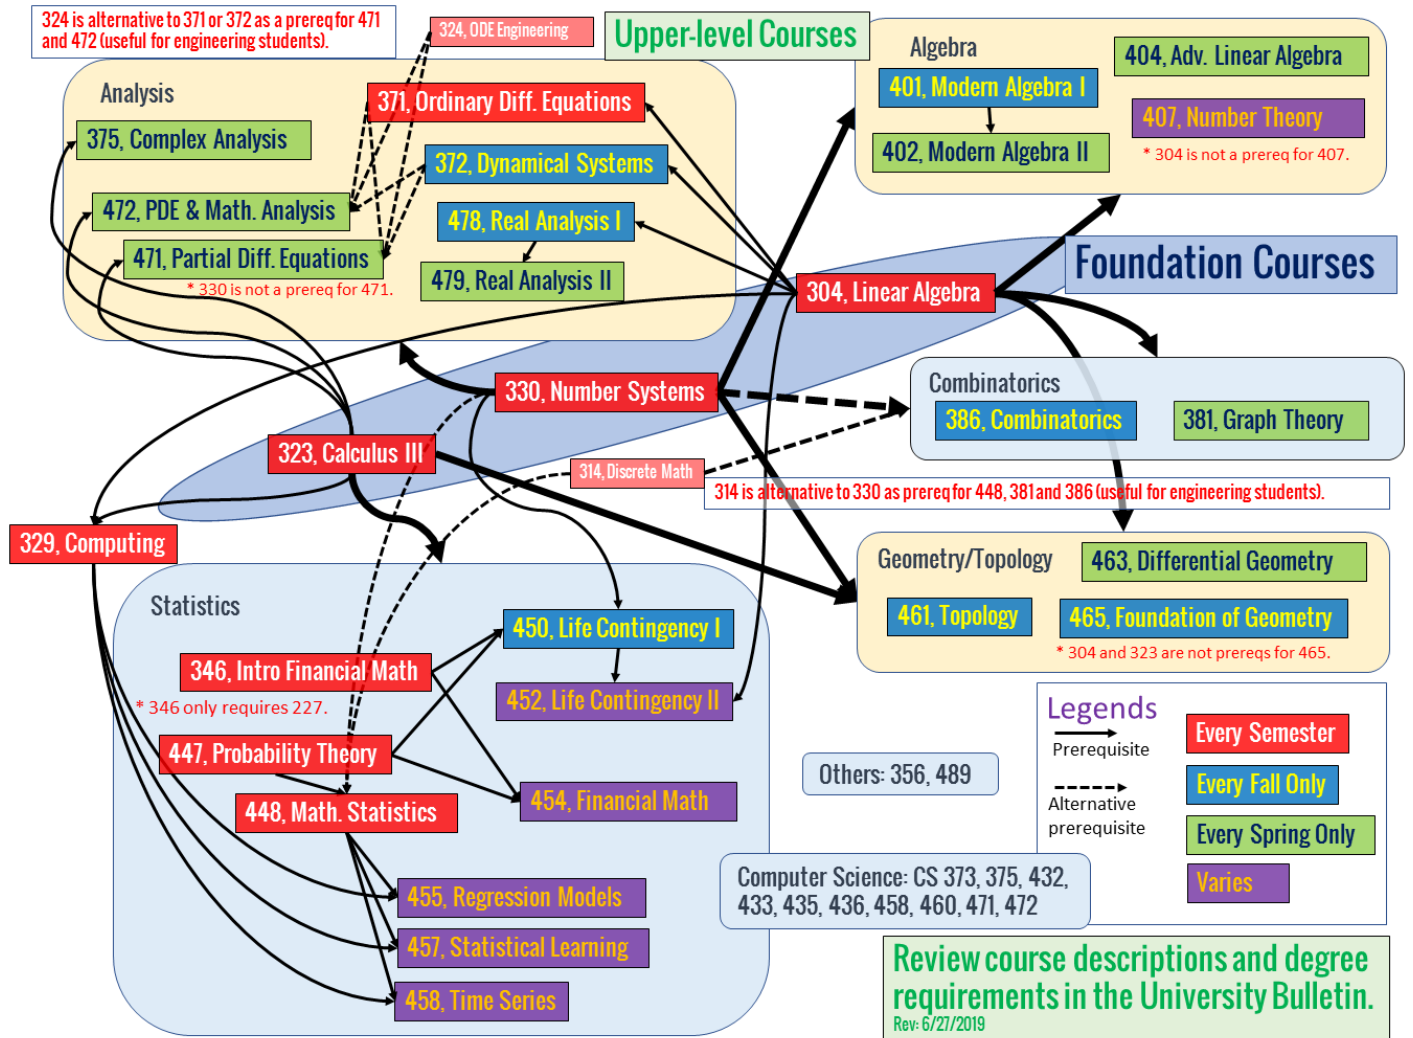 324 is alternative to 371 or 372 as a prereq for 471
and 472 (useful for engineering students).
324, ODE Engineering
Upper-level Courses
Analysis
371, Ordinary Diff. Equations
375, Complex Analysis
372, Dynamical Systems
472, PDE & Math. Analysis
478, Real Analysis I
471, Partial Diff. Equations
* 330 is not a prereq for 471.
479, Real Analysis II
Algebra
404, Adv. Linear Algebra
401, Modern Algebra I
407, Number Theory
402, Modern Algebra II
* 304 is not a prereq for 407.
Foundation Courses
304, Linear Algebra
330, Number Systems
323, Calculus III
314, Discrete Math
314 is alternative to 330 as prereq for 448, 381 and 386 (useful for engineering students).
Combinatorics
386, Combinatorics
381, Graph Theory
329, Computing
Geometry/Topology
463, Differential Geometry
461, Topology
465, Foundation of Geometry
* 304 and 323 are not prereqs for 465.
Statistics
450, Life Contingency I
346, Intro Financial Math
* 346 only requires 227.
452, Life Contingency II
447, Probability Theory
448, Math. Statistics
454, Financial Math
455, Regression Models
457, Statistical Learning
458, Time Series
Others: 356, 489
Computer Science: CS 373, 375, 432,
433, 435, 436, 458, 460, 471, 472
Legends
Prerequisite
Alternative
prerequisite
Every Semester
Every Fall Only
Every Spring Only
Varies
Review course descriptions and degree
requirements in the University Bulletin.
Rev: 6/27/2019